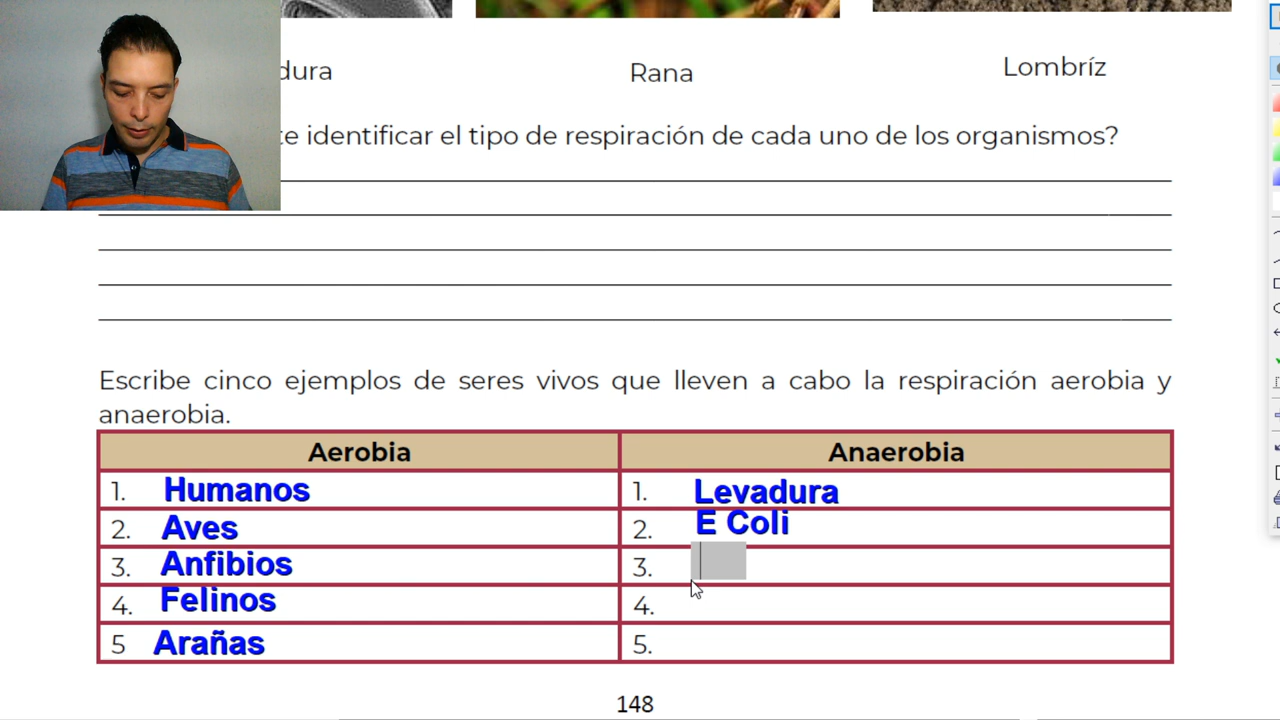 dura
Rana
Lombríz
te identificar el tipo de respiración de cada uno de los organismos?
Escribe cinco ejemplos de seres vivos que lleven a cabo la respiración aerobia y
anaerobia.
Aerobia
Anaerobia
1. Humanos
1. Levadura
2. Aves
2. E Coli
3. Anfibios
3.
4. Felinos
4.
5 Arañas
5.
148